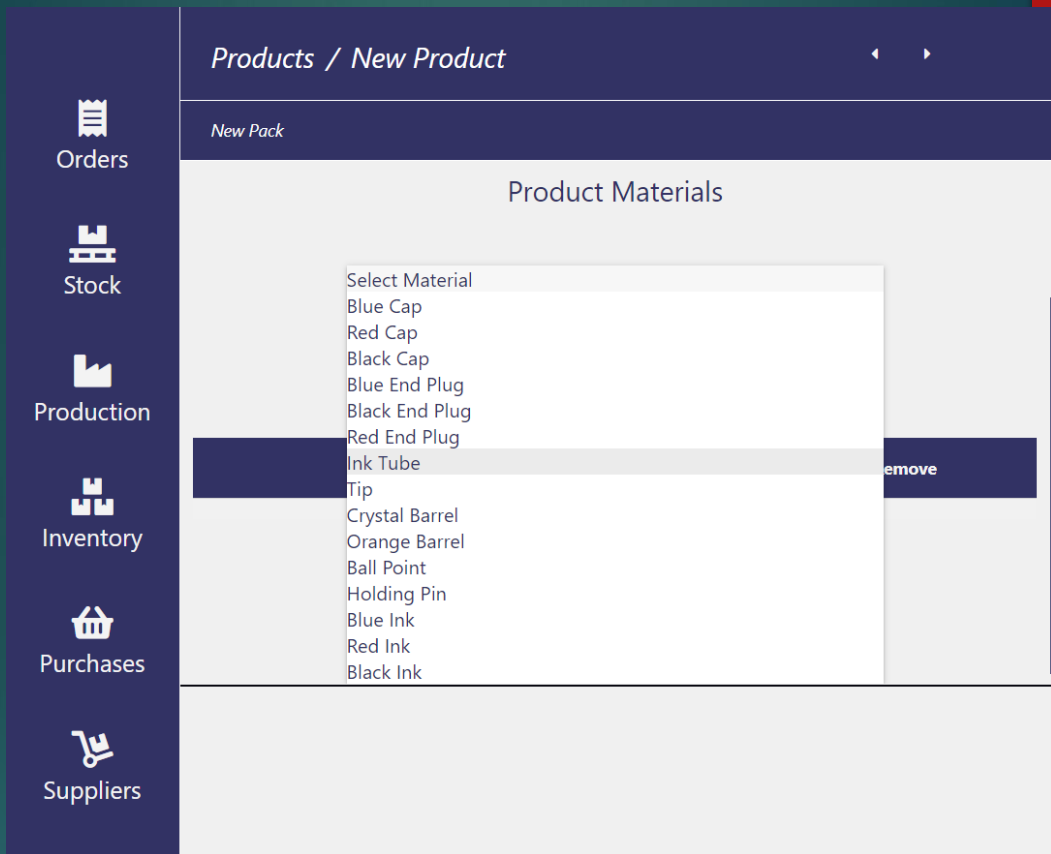 Products / New Product
New Pack
Orders
Stock
Production
Inventory
Purchases
Suppliers
Product Materials
Select Material
Blue Cap
Red Cap
Black Cap
Blue End Plug
Black End Plug
Red End Plug
Ink Tube
Tip
Crystal Barrel
Orange Barrel
Ball Point
Holding Pin
Blue Ink
Red Ink
Black Ink
emove